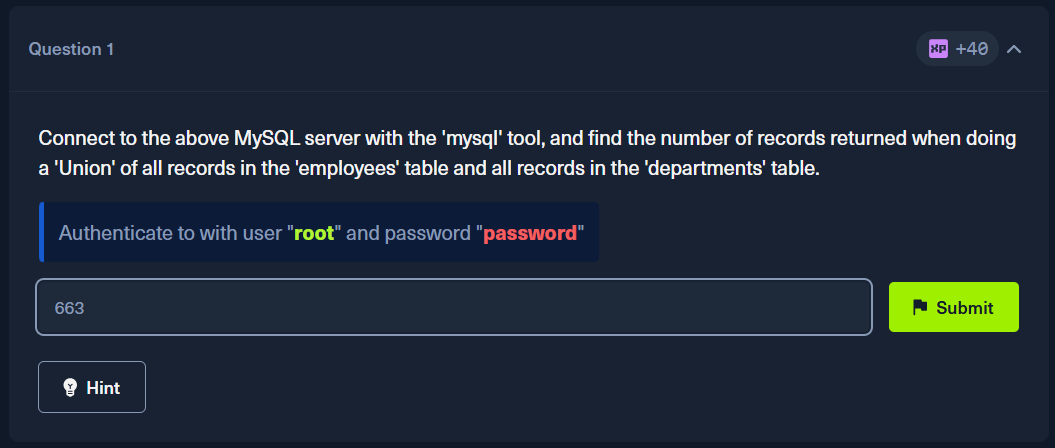 Question 1
XP +40
Connect to the above MySQL server with the 'mysql' tool, and find the number of records returned when doing
a 'Union' of all records in the 'employees' table and all records in the 'departments' table.
Authenticate to with user "root" and password "password"
663
Submit
Hint